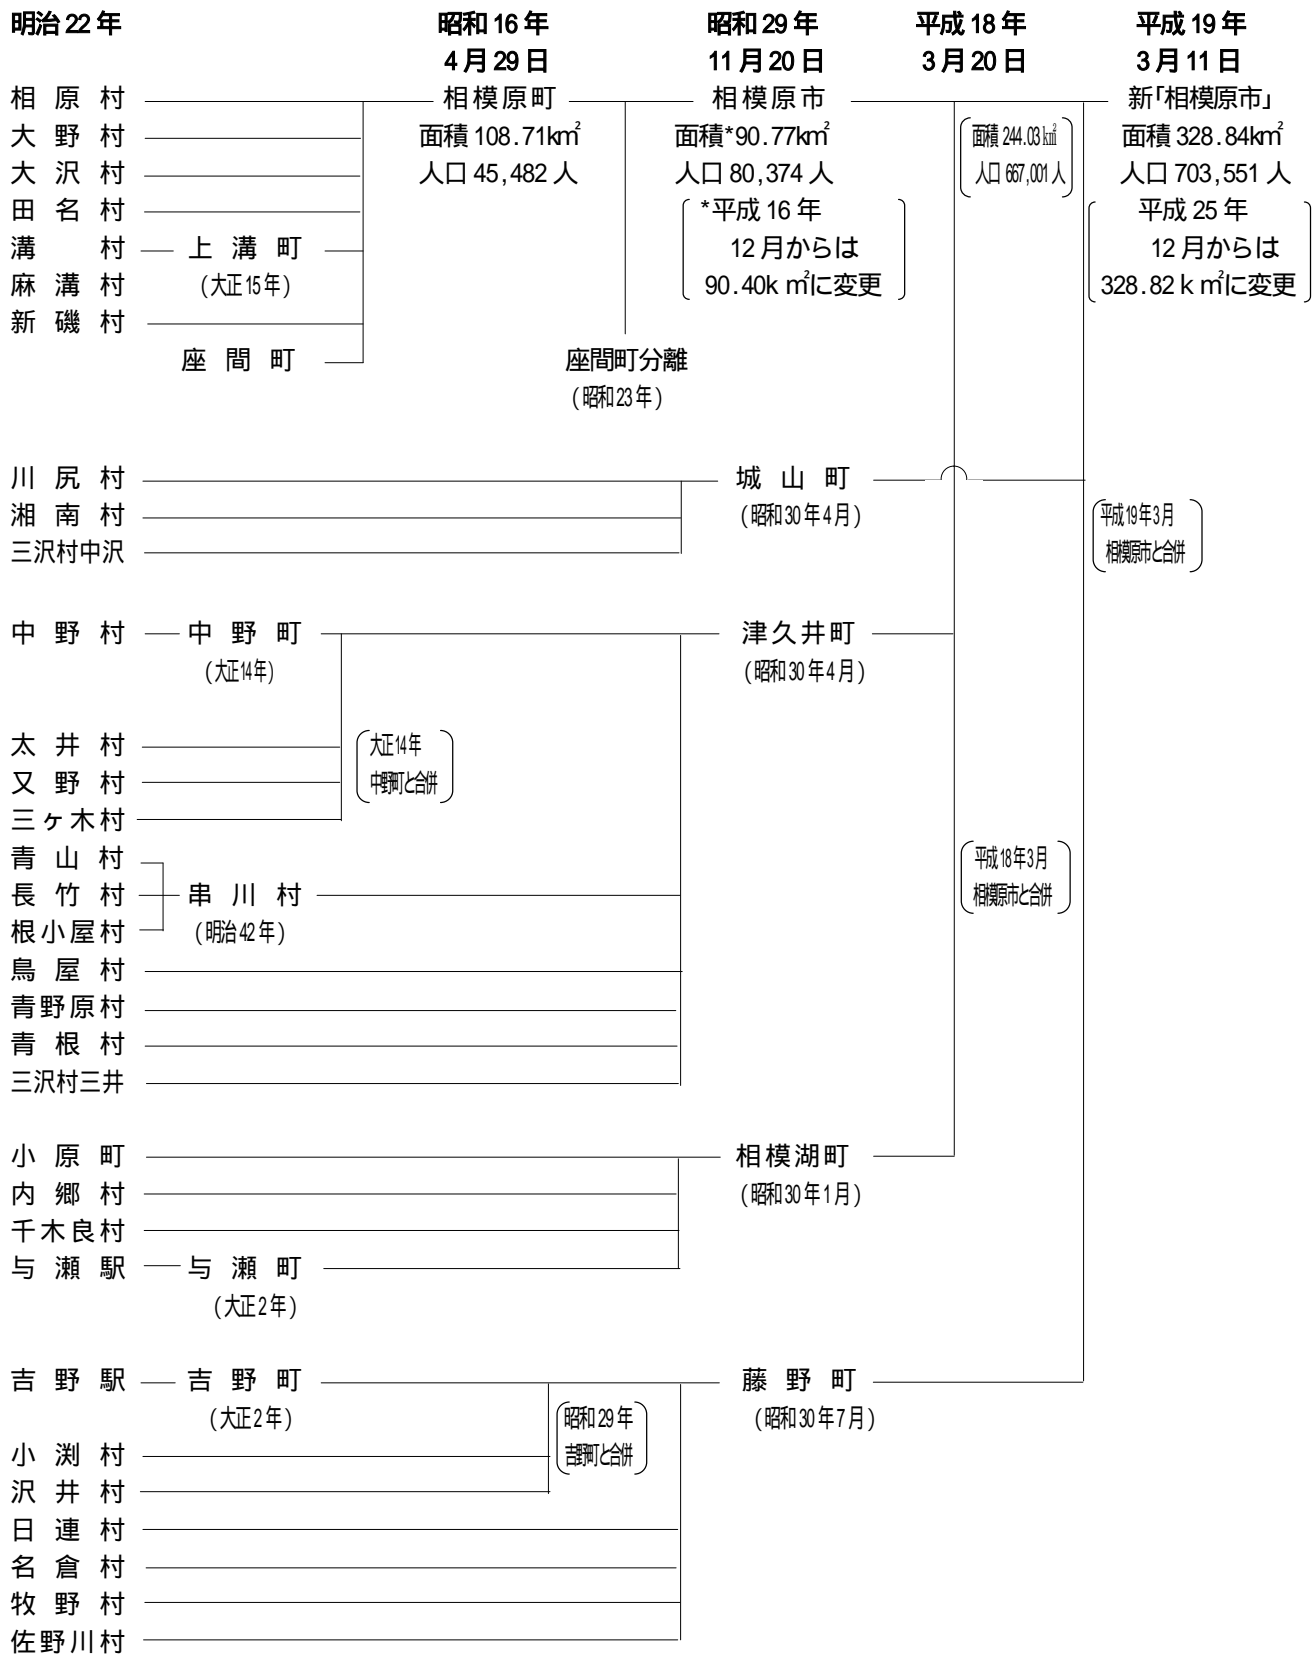 明治22年 昭和16年 昭和29年 平成18年 平成19年
4月29日 11月20日 3月20日 3月11日
相原村 相模原町 相模原市 新「相模原市」
大野村 面積108.71k㎡ 面積*90.77k㎡ 面積244.03㎢ 面積328.84k㎡
大沢村 人口45,482人 人口80,374人 人口667,001人 人口703,551人
田名村 *平成16年 平成25年
溝村 上溝町 12月からは 12月からは
麻溝村 (大正15年) 90.40k㎡に変更 328.82k㎡に変更
新磯村
座間町 座間町分離
(昭和23年)
川尻村 城山町
湘南村 (昭和30年4月) 平成19年3月
三沢村中沢 相模原市と合併
中野村 中野町 津久井町
(大正14年) (昭和30年4月)
太井村 大正14年
又野村 中野町と合併
三ヶ木村
青山村 平成18年3月
長竹村 串川村 相模原市と合併
根小屋村 (明治42年)
鳥屋村
青野原村
青根村
三沢村三井
小原町 相模湖町
内郷村 (昭和30年1月)
千木良村
与瀬駅 与瀬町
(大正2年)
吉野駅 吉野町 藤野町
(大正2年) 昭和29年 (昭和30年7月)
小渕村 吉野町と合併
沢井村
日連村
名倉村
牧野村
佐野川村